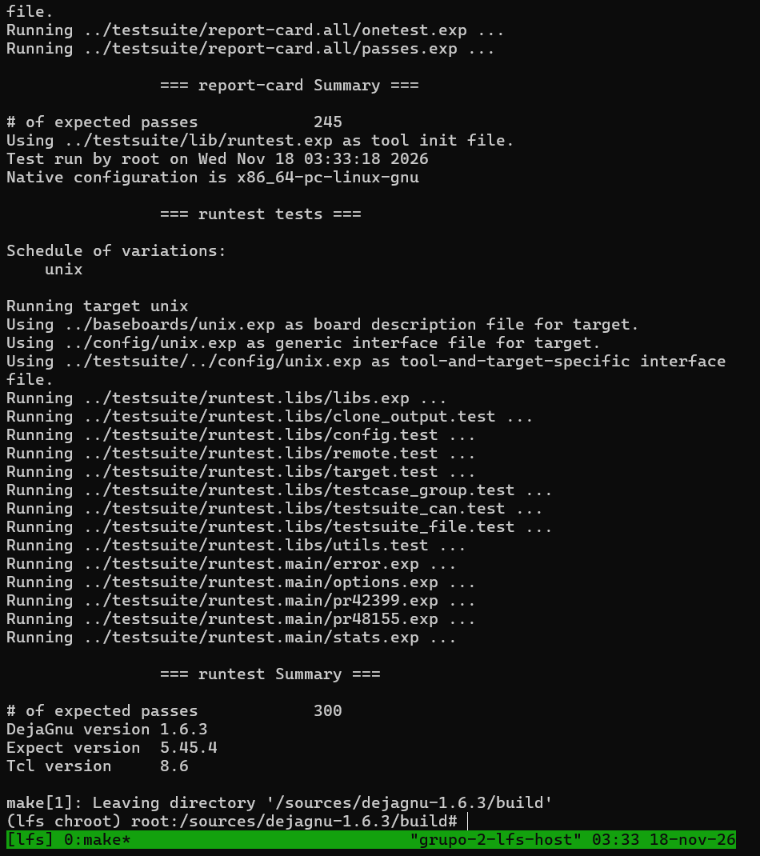 file.
Running ../testsuite/report-card.all/onetest.exp ...
Running ../testsuite/report-card.all/passes.exp ...
=== report-card Summary ===
# of expected passes 245
Using ../testsuite/lib/runtest.exp as tool init file.
Test run by root on Wed Nov 18 03:33:18 2026
Native configuration is x86_64-pc-linux-gnu
=== runtest tests ===
Schedule of variations:
unix
Running target unix
Using ../baseboards/unix.exp as board description file for target.
Using ../config/unix.exp as generic interface file for target.
Using ../testsuite/../config/unix.exp as tool-and-target-specific interface
file.
Running ../testsuite/runtest.libs/libs.exp ...
Running ../testsuite/runtest.libs/clone_output.test ...
Running ../testsuite/runtest.libs/config.test ...
Running ../testsuite/runtest.libs/remote.test ...
Running ../testsuite/runtest.libs/target.test ...
Running ../testsuite/runtest.libs/testcase_group.test ...
Running ../testsuite/runtest.libs/testsuite_can.test ...
Running ../testsuite/runtest.libs/testsuite_file.test ...
Running ../testsuite/runtest.libs/utils.test ...
Running ../testsuite/runtest.main/error.exp ...
Running ../testsuite/runtest.main/options.exp ...
Running ../testsuite/runtest.main/pr42399.exp ...
Running ../testsuite/runtest.main/pr48155.exp ...
Running ../testsuite/runtest.main/stats.exp ...
=== runtest Summary ===
# of expected passes 300
DejaGnu version 1.6.3
Expect version 5.45.4
Tcl version 8.6
make[1]: Leaving directory '/sources/dejagnu-1.6.3/build'
(lfs chroot) root:/sources/dejagnu-1.6.3/build#
[lfs] 0:make* "grupo-2-lfs-host" 03:33 18-nov-26